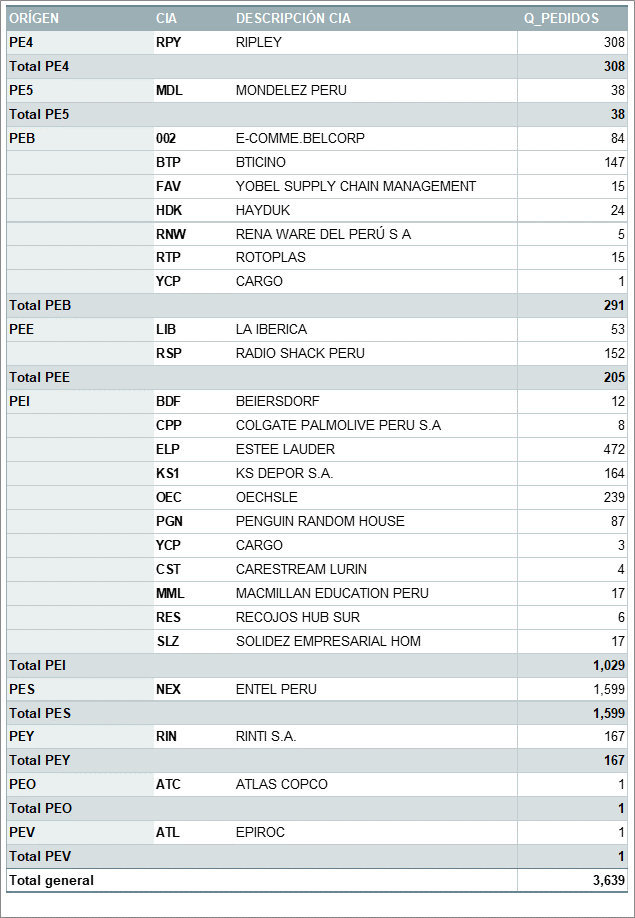 ORÍGEN CIA DESCRIPCIÓN CIA Q_PEDIDOS
PE4 RPY RIPLEY 308
Total PE4 308
PE5 MDL MONDELEZ PERU 38
Total PE5 38
PEB 002 E-COMME.BELCORP 84
BTP BTICINO 147
FAV YOBEL SUPPLY CHAIN MANAGEMENT 15
HDK HAYDUK 24
RNW RENA WARE DEL PERÚ S A 5
RTP ROTOPLAS 15
YCP CARGO 1
Total PEB 291
PEE LIB LA IBERICA 53
RSP RADIO SHACK PERU 152
Total PEE 205
PEI BDF BEIERSDORF 12
CPP COLGATE PALMOLIVE PERU S.A 8
ELP ESTEE LAUDER 472
KS1 KS DEPOR S.A. 164
OEC OECHSLE 239
PGN PENGUIN RANDOM HOUSE 87
YCP CARGO 3
CST CARESTREAM LURIN 4
MML MACMILLAN EDUCATION PERU 17
RES RECOJOS HUB SUR 6
SLZ SOLIDEZ EMPRESARIAL HOM 17
Total PEI 1,029
PES NEX ENTEL PERU 1,599
Total PES 1,599
PEY RIN RINTI S.A. 167
Total PEY 167
PEO ATC ATLAS COPCO 1
Total PEO 1
PEV ATL EPIROC 1
Total PEV 1
Total general 3,639